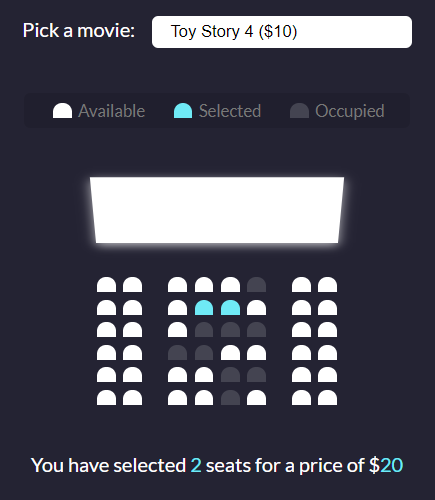 Pick a movie: Toy Story 4 ($10)
Available Selected Occupied
You have selected 2 seats for a price of $20